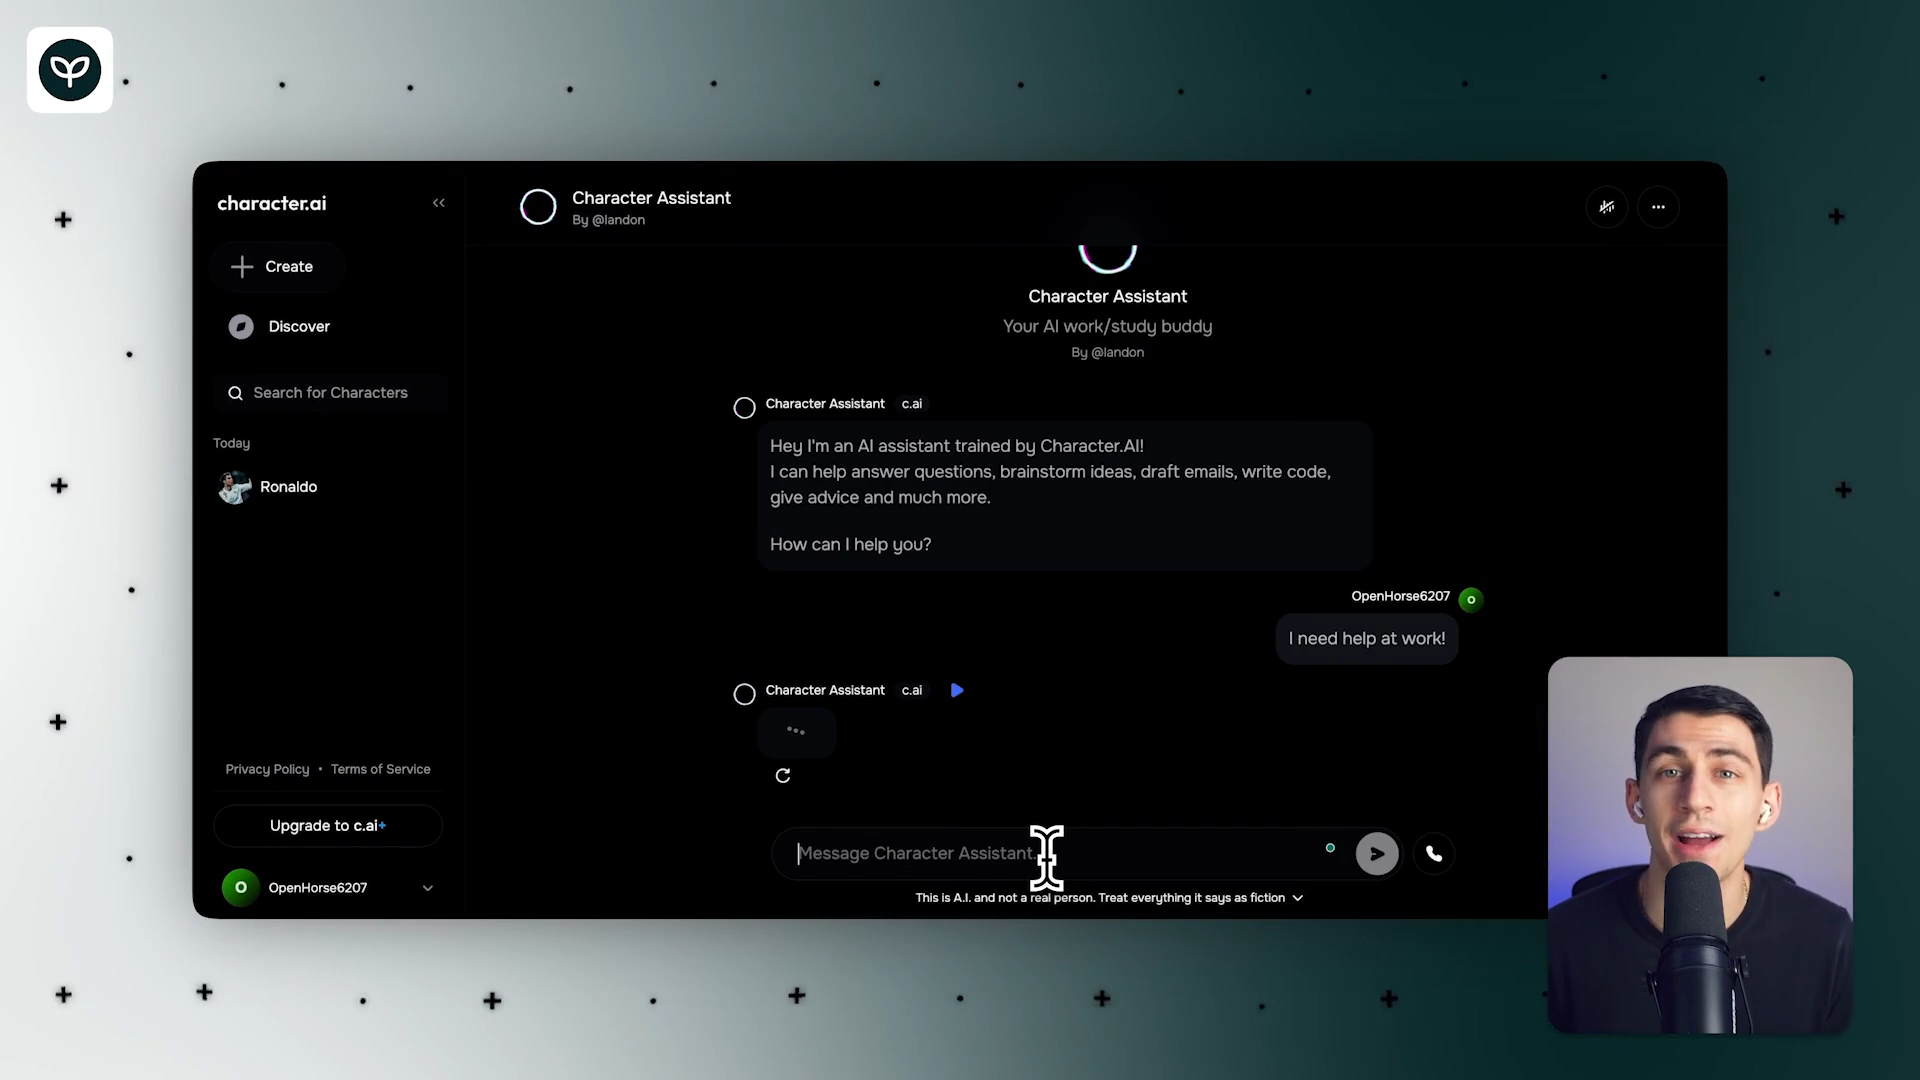 character.ai
Create
Discover
Search for Characters
Today
Ronaldo
Privacy Policy • Terms of Service
Upgrade to c.ai+
O OpenHorse6207
Character Assistant
By @landon
Character Assistant
Your AI work/study buddy
By @landon
Character Assistant c.ai
Hey I'm an AI assistant trained by Character.AI!
I can help answer questions, brainstorm ideas, draft emails, write code,
give advice and much more.
How can I help you?
OpenHorse6207 O
I need help at work!
Character Assistant c.ai
Message Character Assistant...
This is A.I. and not a real person. Treat everything it says as fiction